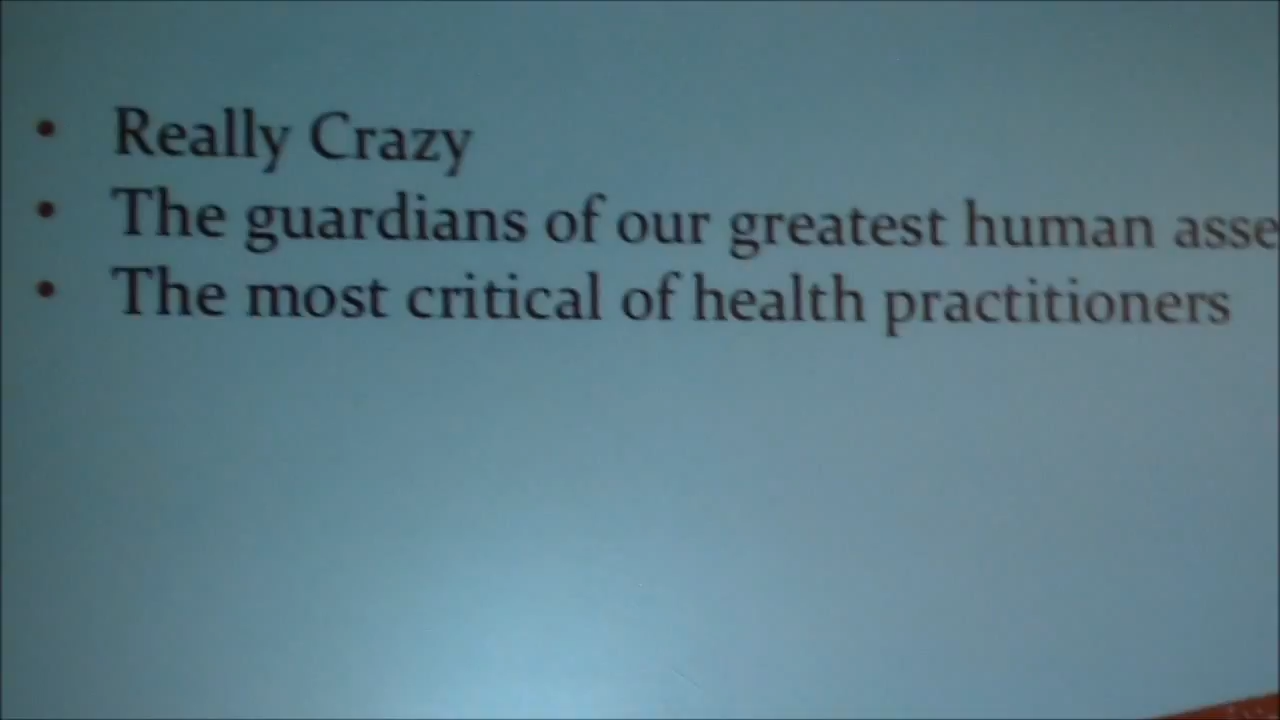 • Really Crazy
• The guardians of our greatest human asse
• The most critical of health practitioners